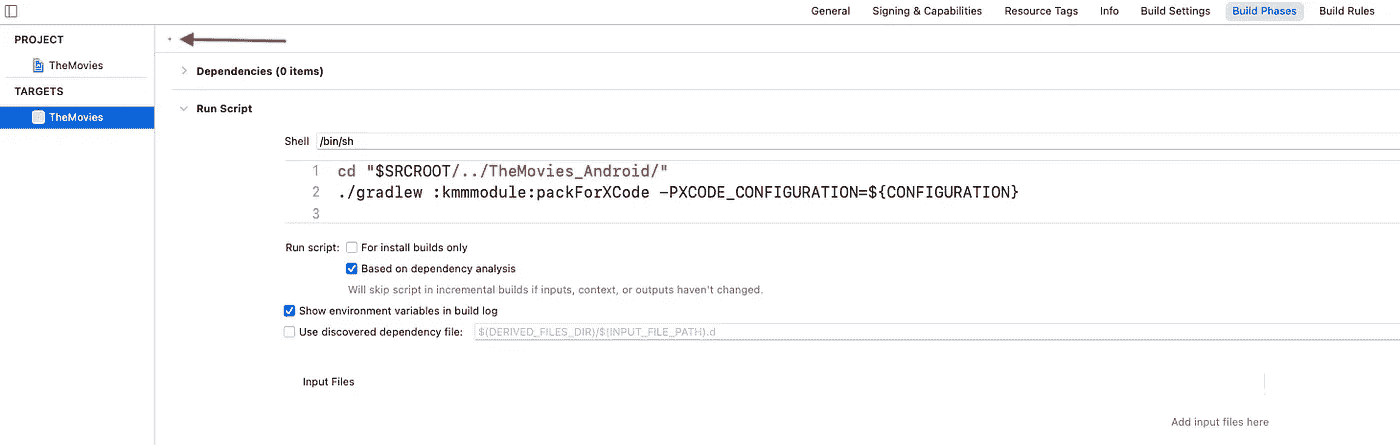 General Signing & Capabilities Resource Tags Info Build Settings Build Phases Build Rules
PROJECT
TheMovies
TARGETS
TheMovies
Dependencies (0 items)
Run Script
Shell /bin/sh
1 cd "$SRCROOT/../TheMovies_Android/"
2 ./gradlew :kmmmodule:packForXCode -PXCODE_CONFIGURATION=${CONFIGURATION}
3
Run script: For install builds only
Based on dependency analysis
Will skip script in incremental builds if inputs, context, or outputs haven't changed.
Show environment variables in build log
Use discovered dependency file: $(DERIVED_FILES_DIR)/$(INPUT_FILE_PATH).d
Input Files
Add input files here